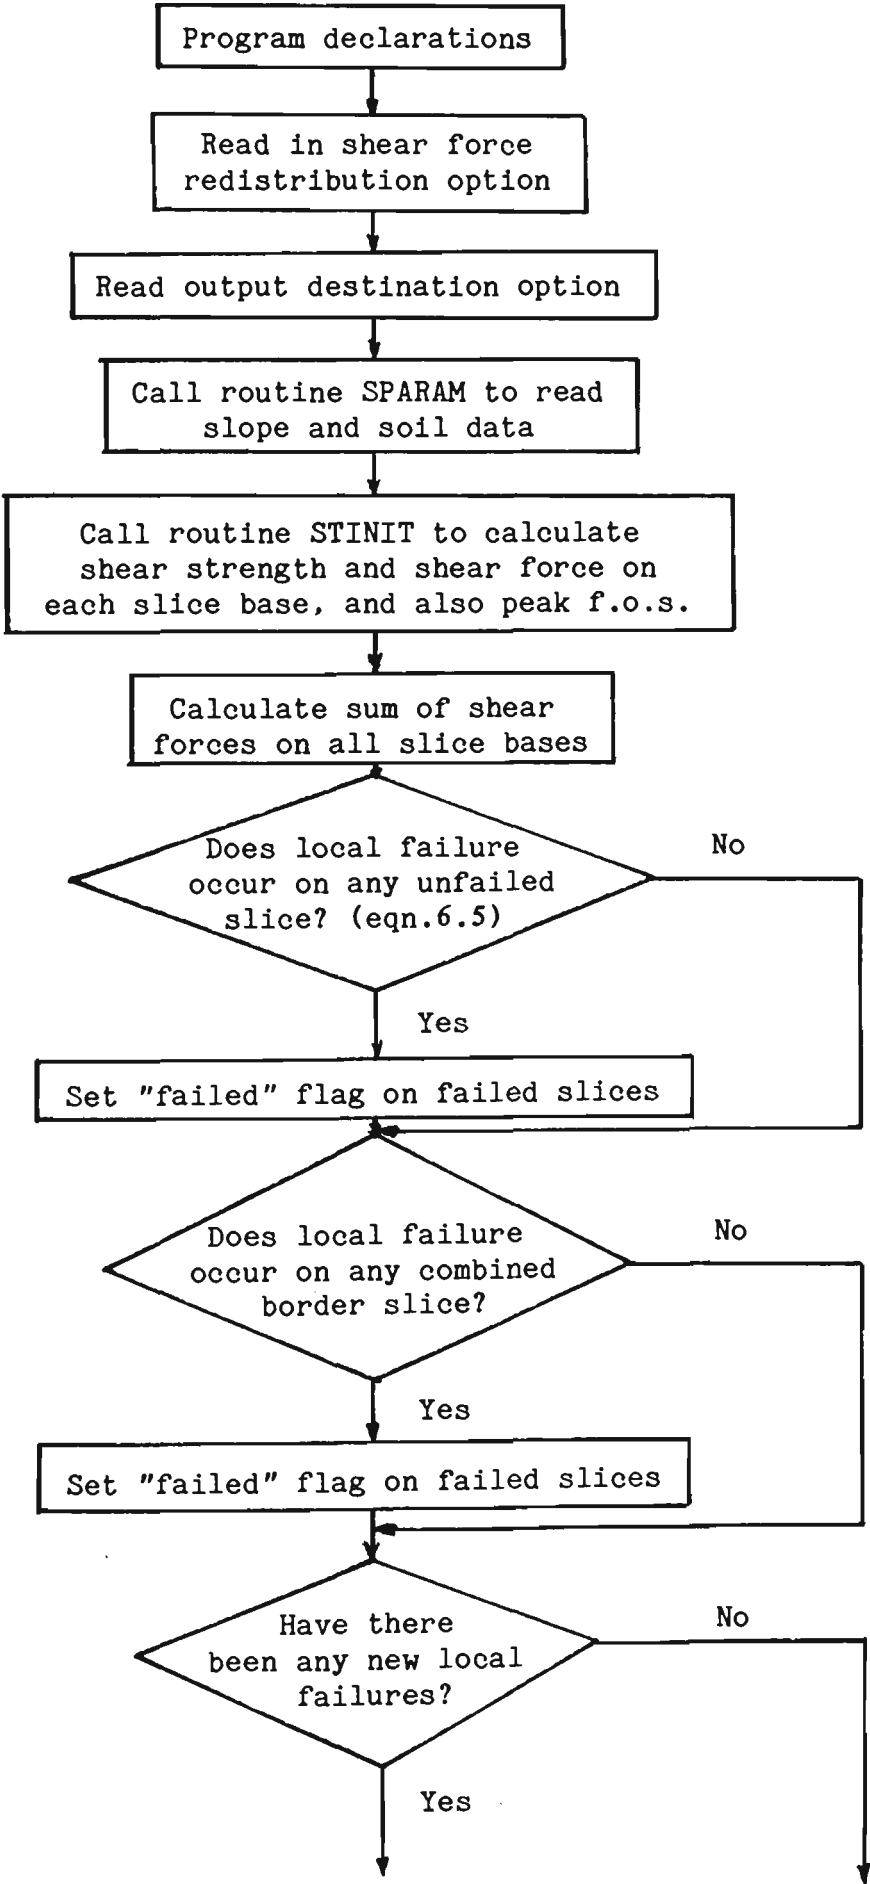 Program declarations
Read in shear force
redistribution option
Read output destination option
Call routine SPARAM to read
slope and soil data
Call routine STINIT to calculate
shear strength and shear force on
each slice base, and also peak f.o.s.
Calculate sum of shear
forces on all slice bases
Does local failure
occur on any unfailed
slice? (eqn.6.5)
No
Yes
Set "failed" flag on failed slices
Does local failure
occur on any combined
border slice?
No
Yes
Set "failed" flag on failed slices
Have there
been any new local
failures?
No
Yes